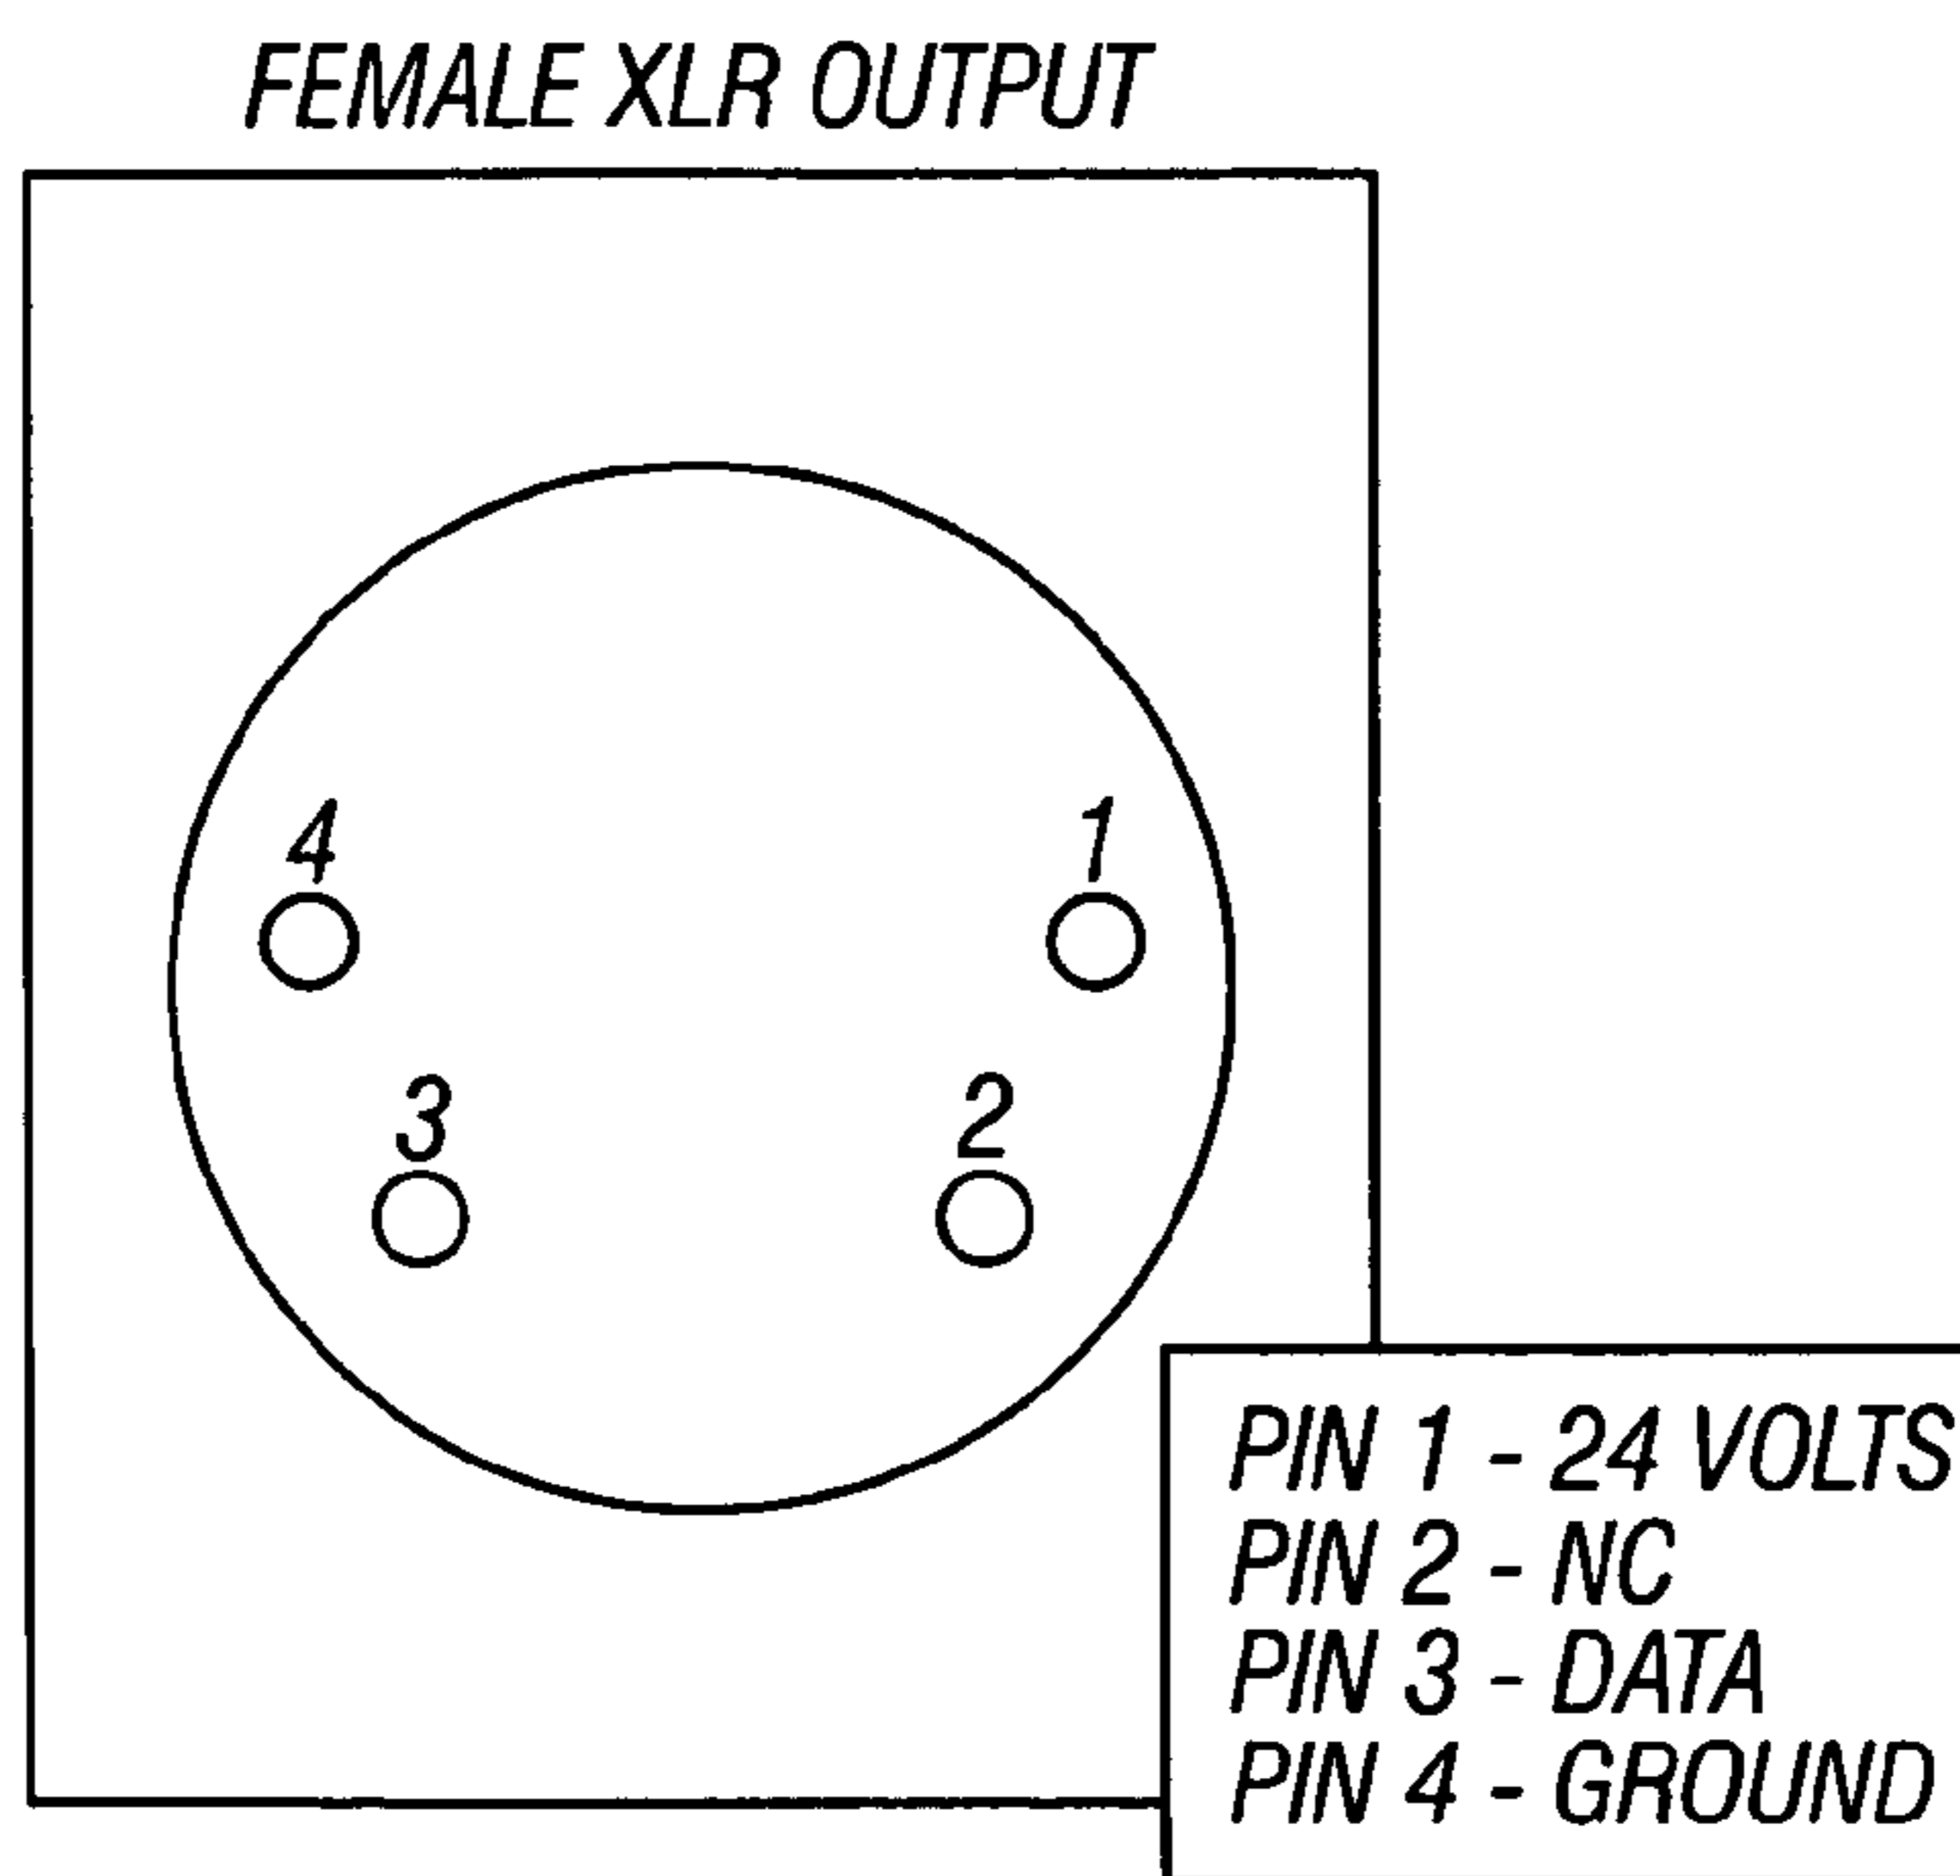 FEMALE XLR OUTPUT
4 1
3 2
PIN 1 - 24 VOLTS
PIN 2 - NC
PIN 3 - DATA
PIN 4 - GROUND